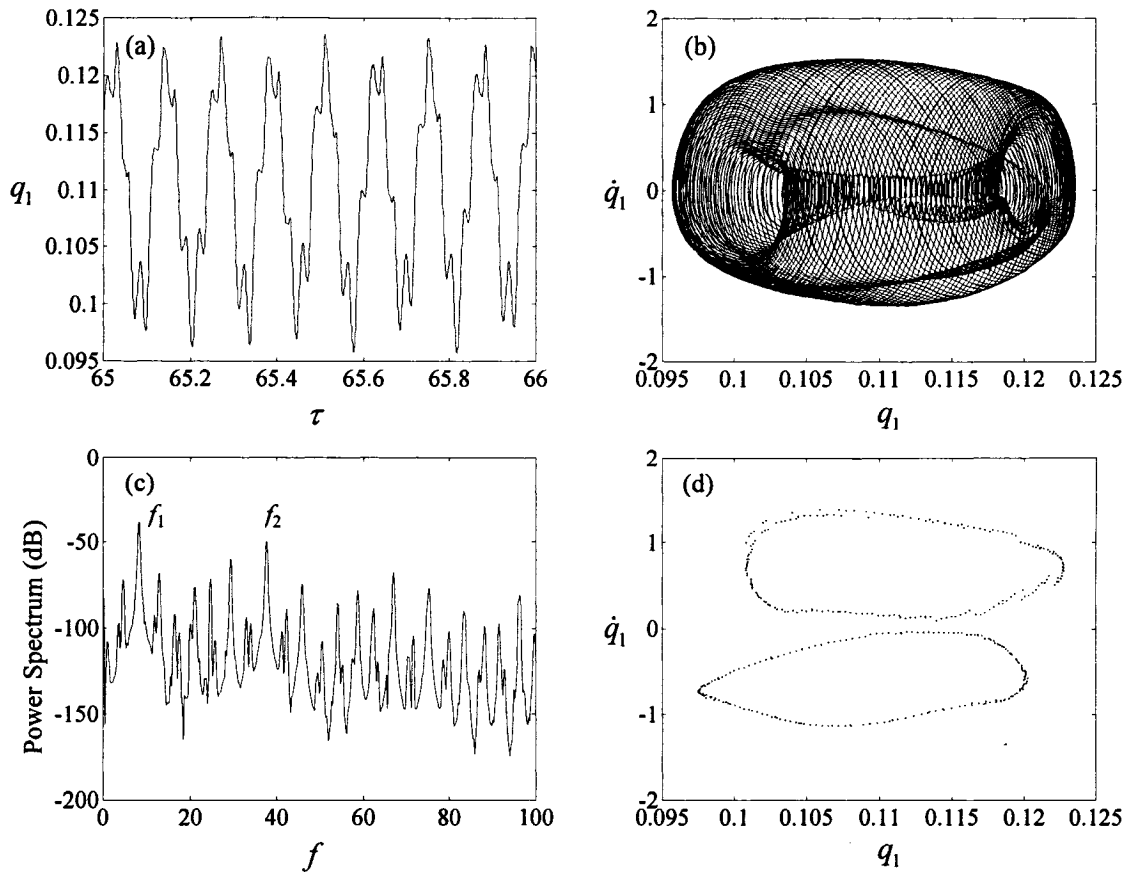 (a)
0.125
0.12
0.115
q₁
0.11
0.105
0.1
0.095
65 65.2 65.4 65.6 65.8 66
τ
(b)
2
1
q̇₁
0
-1
-2
0.095 0.1 0.105 0.11 0.115 0.12 0.125
q₁
(c)
f₁
f₂
0
-50
-100
-150
-200
Power Spectrum (dB)
0 20 40 60 80 100
f
(d)
2
1
q̇₁
0
-1
-2
0.095 0.1 0.105 0.11 0.115 0.12 0.125
q₁